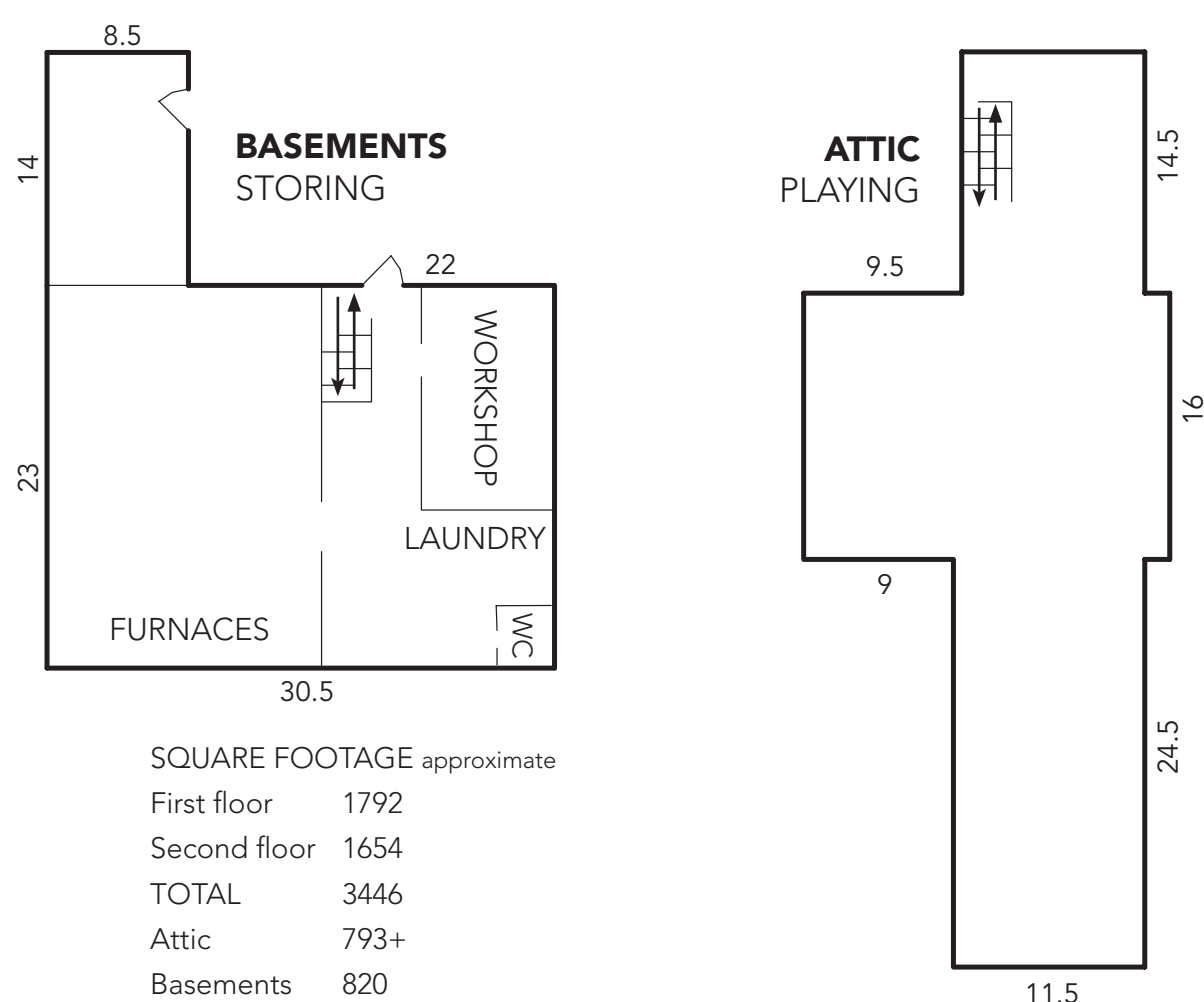 8.5
14
BASEMENTS
STORING
22
23
WORKSHOP
LAUNDRY
FURNACES
WC
30.5
ATTIC
PLAYING
14.5
9.5
16
9
24.5
11.5
SQUARE FOOTAGE approximate
First floor 1792
Second floor 1654
TOTAL 3446
Attic 793+
Basements 820